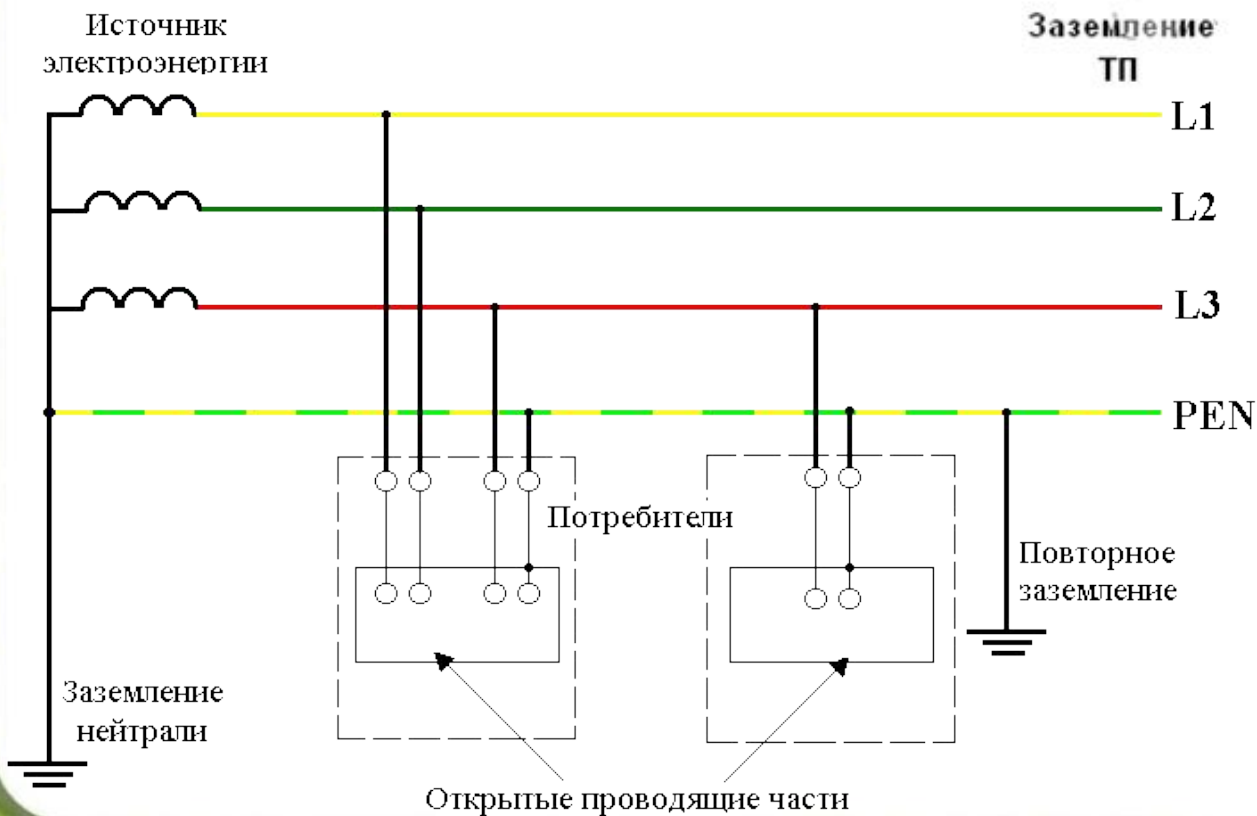 Источник
электроэнергии
Заземление
ТП
L1
L2
L3
PEN
Потребители
Повторное
заземление
Заземление
нейтрали
Открытые проводящие части